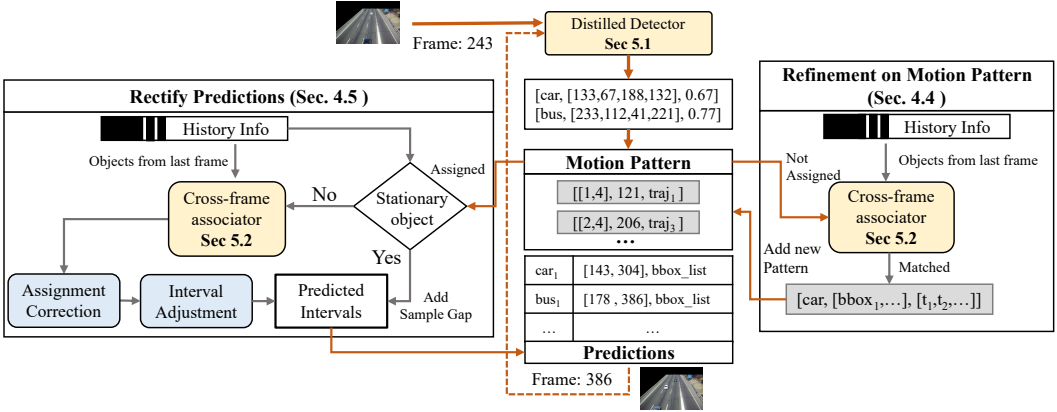 Frame: 243
Distilled Detector
Sec 5.1
[car, [133,67,188,132], 0.67]
[bus, [233,112,41,221], 0.77]
Rectify Predictions (Sec. 4.5 )
History Info
Objects from last frame
Cross-frame
associator
Sec 5.2
No
Stationary
object
Assigned
Yes
Add
Sample Gap
Assignment
Correction
Interval
Adjustment
Predicted
Intervals
Motion Pattern
[[1,4], 121, traj₁ ]
[[2,4], 206, traj₃ ]
...
car₁ [143, 304), bbox_list
bus₁ [178 , 386), bbox_list
... ...
Predictions
Frame: 386
Refinement on Motion Pattern
(Sec. 4.4 )
History Info
Not
Assigned
Objects from last frame
Cross-frame
associator
Sec 5.2
Add new
Pattern
Matched
[car, [bbox₁,...], [t₁,t₂,...]]